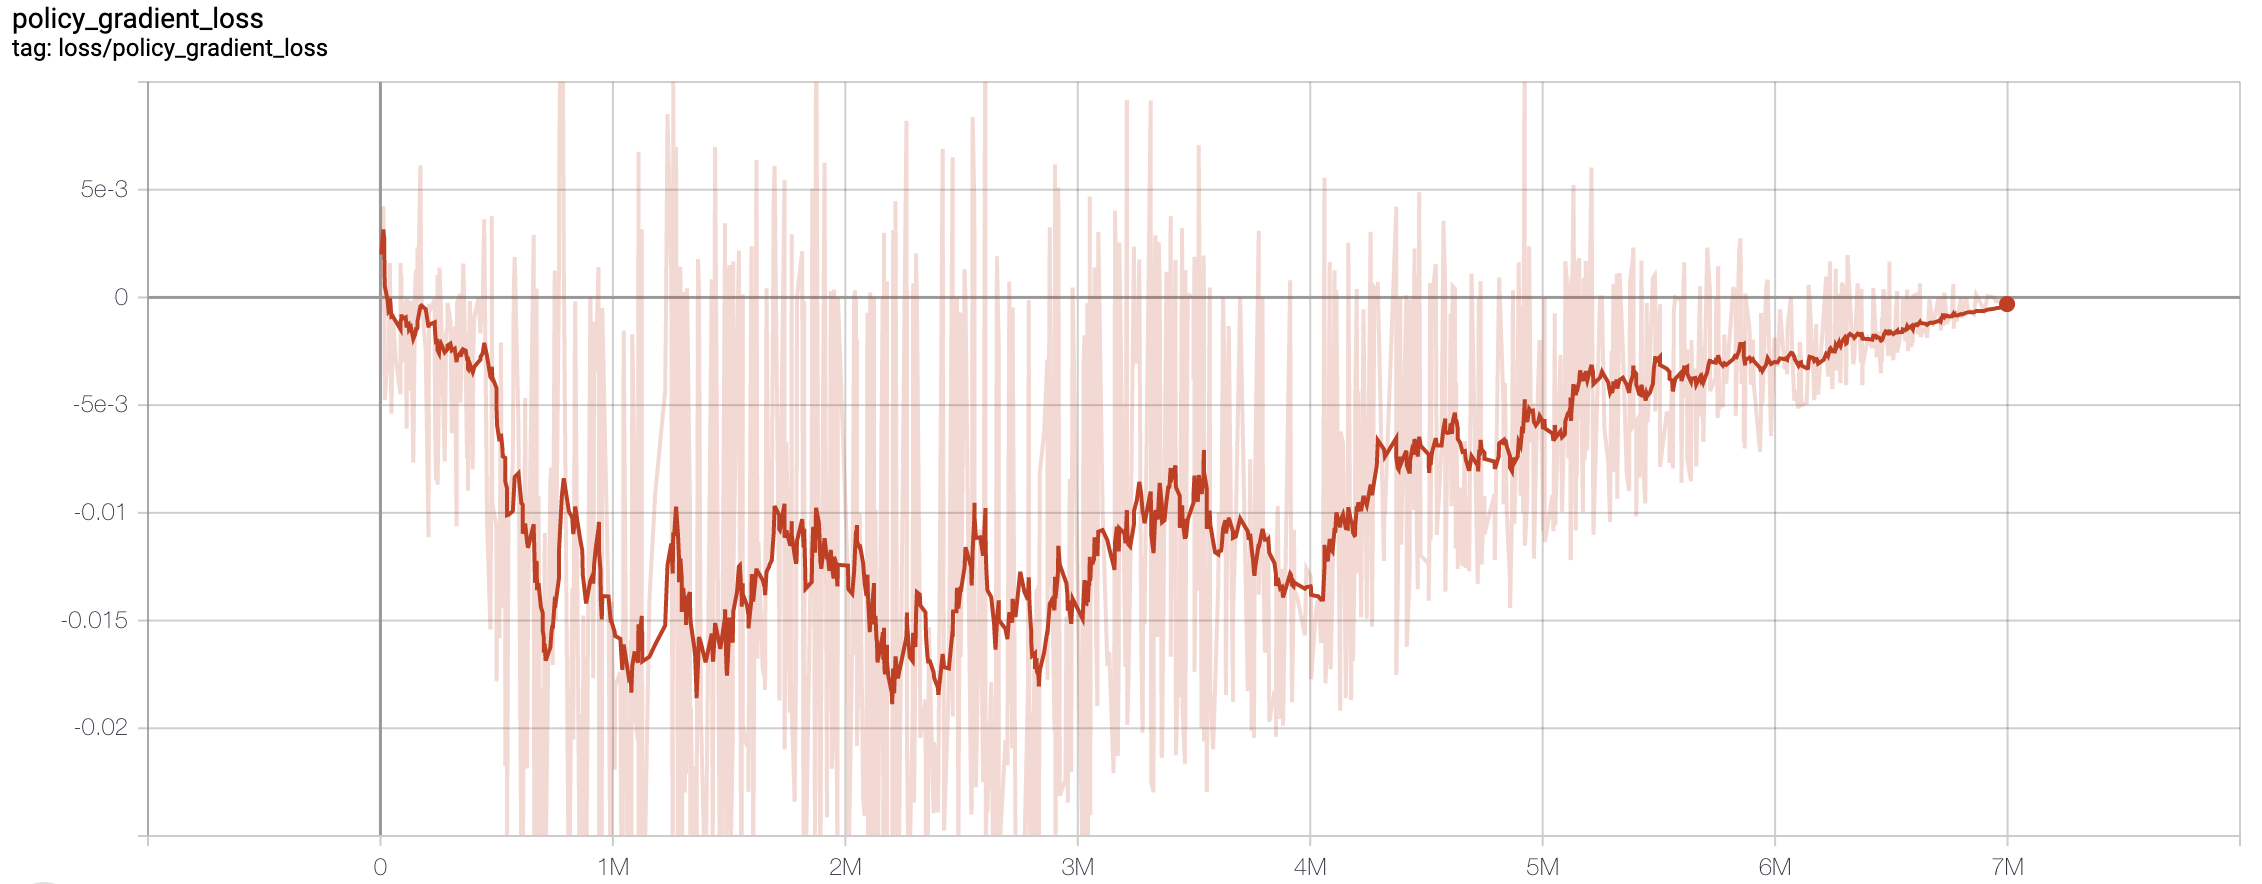 policy_gradient_loss
tag: loss/policy_gradient_loss
5e-3
0
-5e-3
-0.01
-0.015
-0.02
0 1M 2M 3M 4M 5M 6M 7M